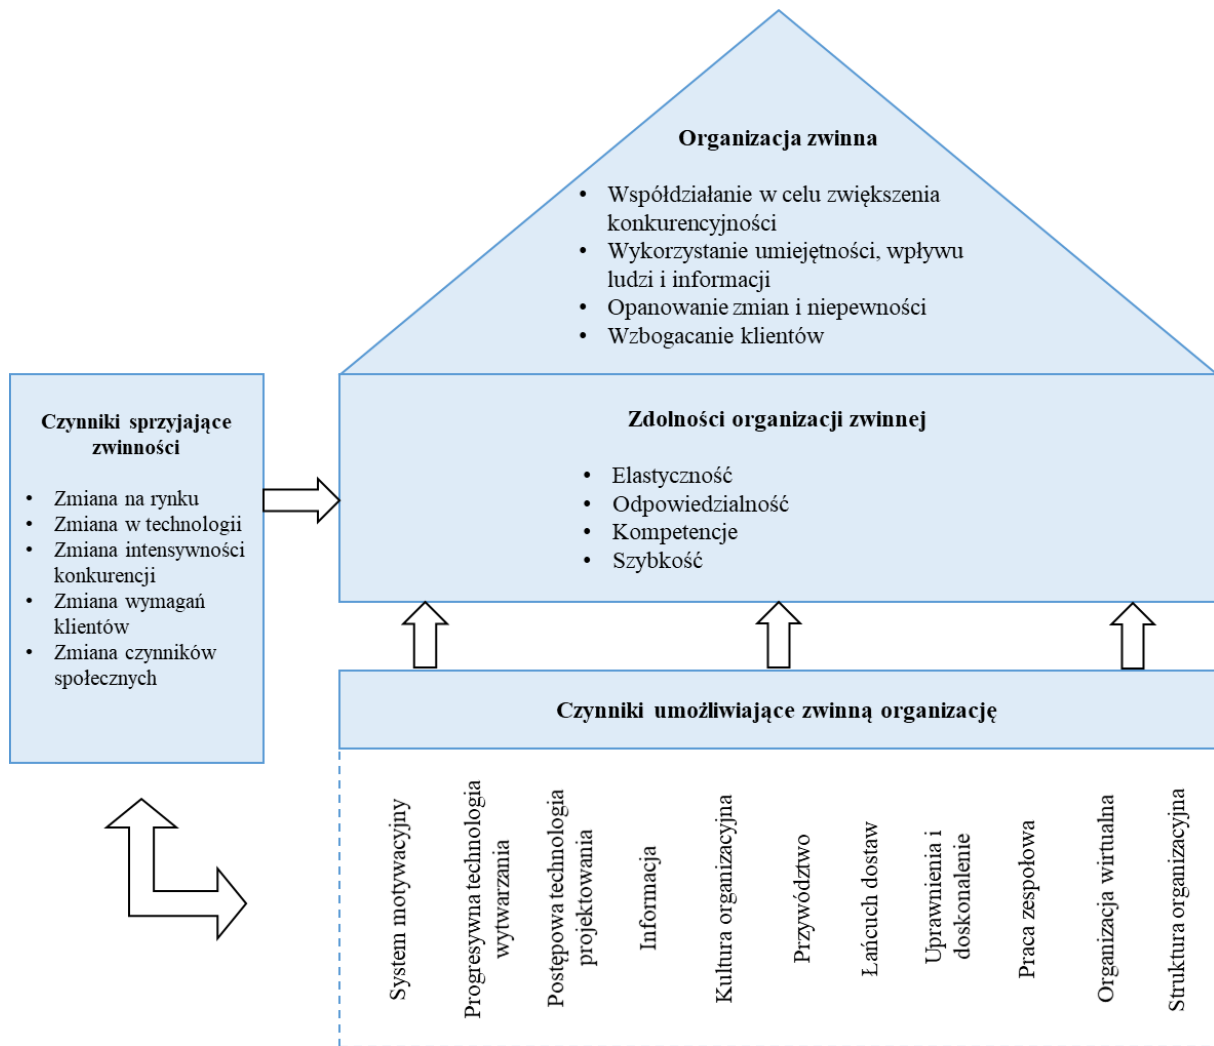 Organizacja zwinna
• Współdziałanie w celu zwiększenia
konkurencyjności
• Wykorzystanie umiejętności, wpływu
ludzi i informacji
• Opanowanie zmian i niepewności
• Wzbogacanie klientów
Czynniki sprzyjające
zwinności
• Zmiana na rynku
• Zmiana w technologii
• Zmiana intensywności
konkurencji
• Zmiana wymagań
klientów
• Zmiana czynników
społecznych
Zdolności organizacji zwinnej
• Elastyczność
• Odpowiedzialność
• Kompetencje
• Szybkość
Czynniki umożliwiające zwinną organizację
System motywacyjny
Progresywna technologia
wytwarzania
Postępowa technologia
projektowania
Informacja
Kultura organizacyjna
Przywództwo
Łańcuch dostaw
Uprawnienia i
doskonalenie
Praca zespołowa
Organizacja wirtualna
Struktura organizacyjna